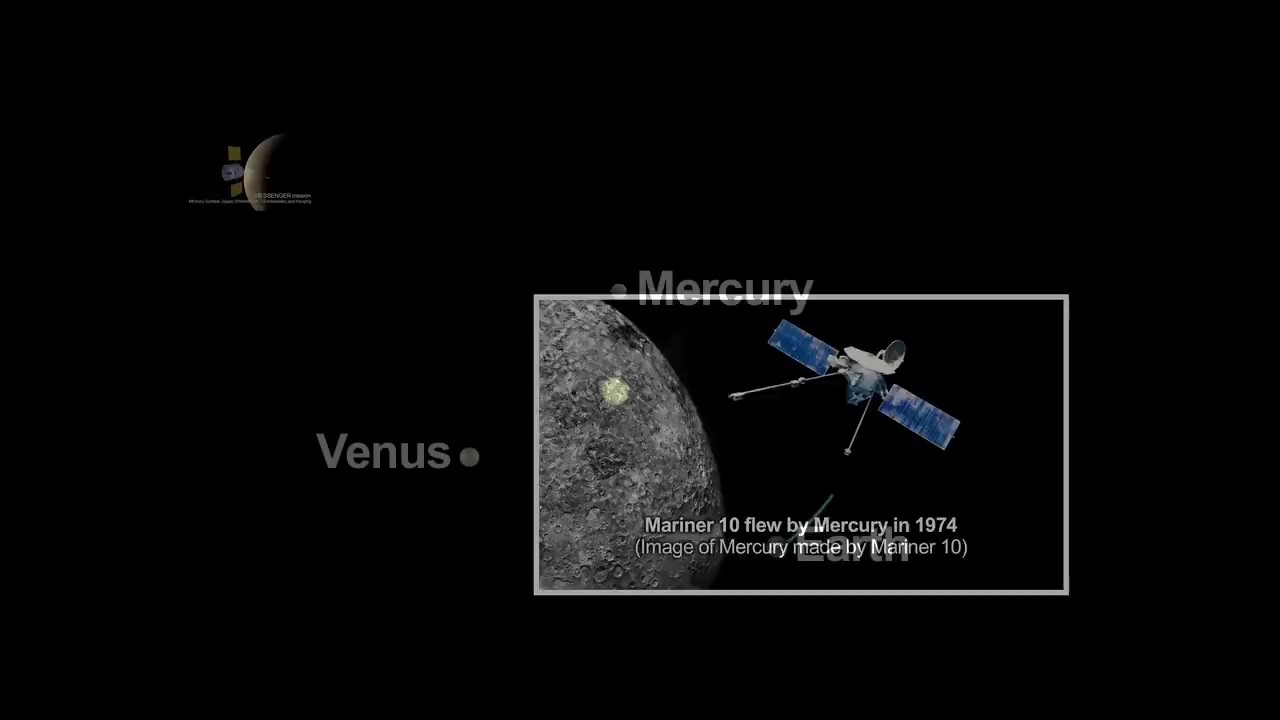 MESSENGER
Mercury
Venus
Mariner 10 flew by Mercury in 1974
Earth
(Image of Mercury made by Mariner 10)